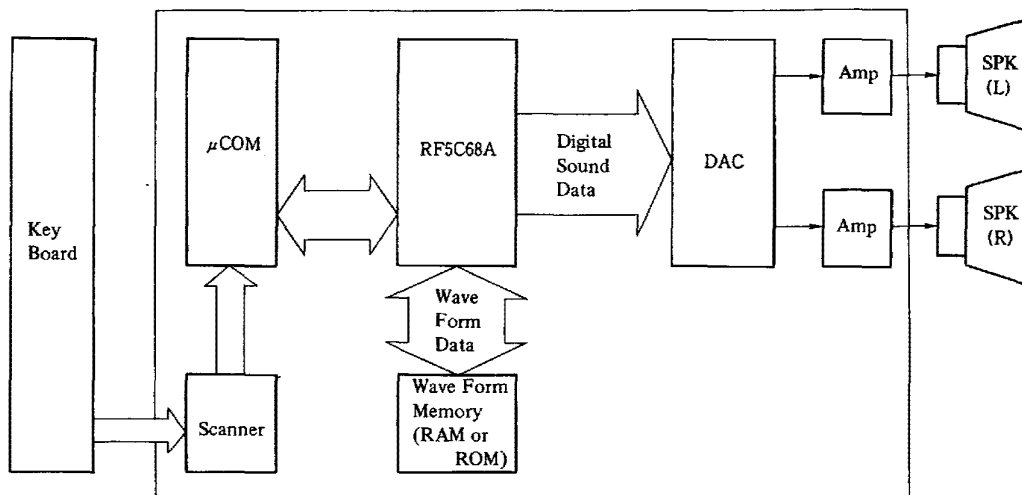 Key
Board
μCOM
Scanner
RF5C68A
Wave
Form
Data
Wave Form
Memory
(RAM or
ROM)
Digital
Sound
Data
DAC
Amp
Amp
SPK
(L)
SPK
(R)